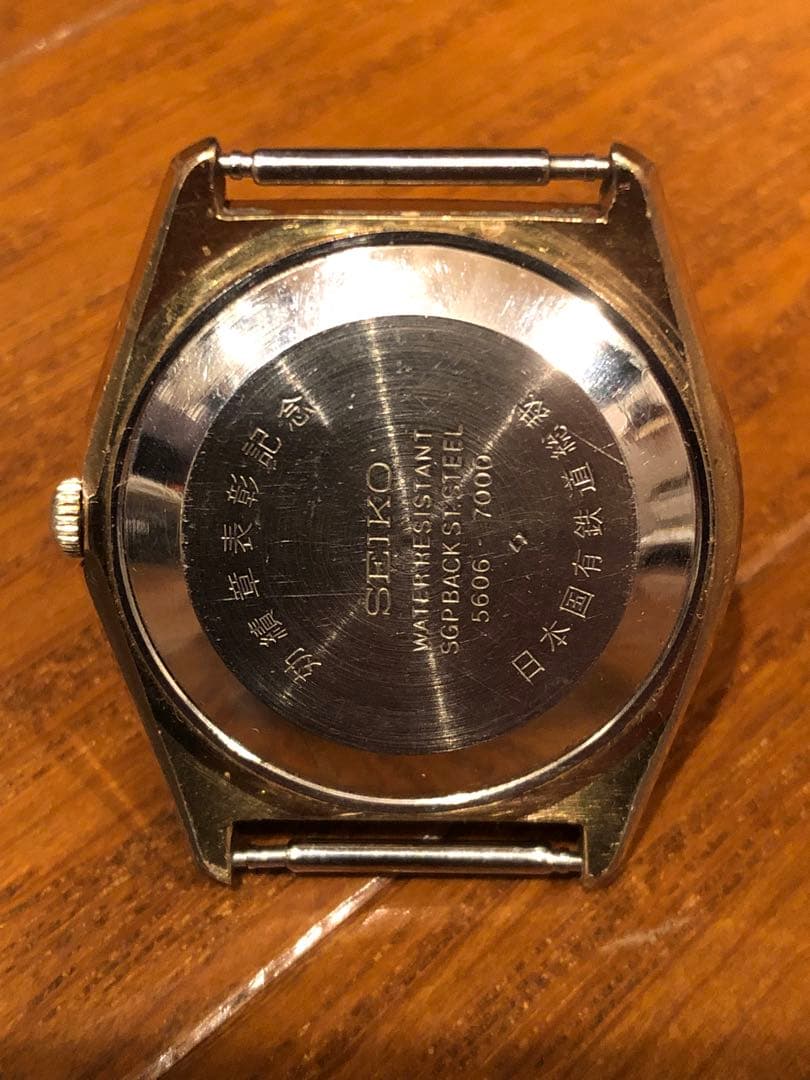 効績章表彰記念
SEIKO
WATER RESISTANT
SGP BACK ST.STEEL
5606-7000
日本国有鉄道総裁